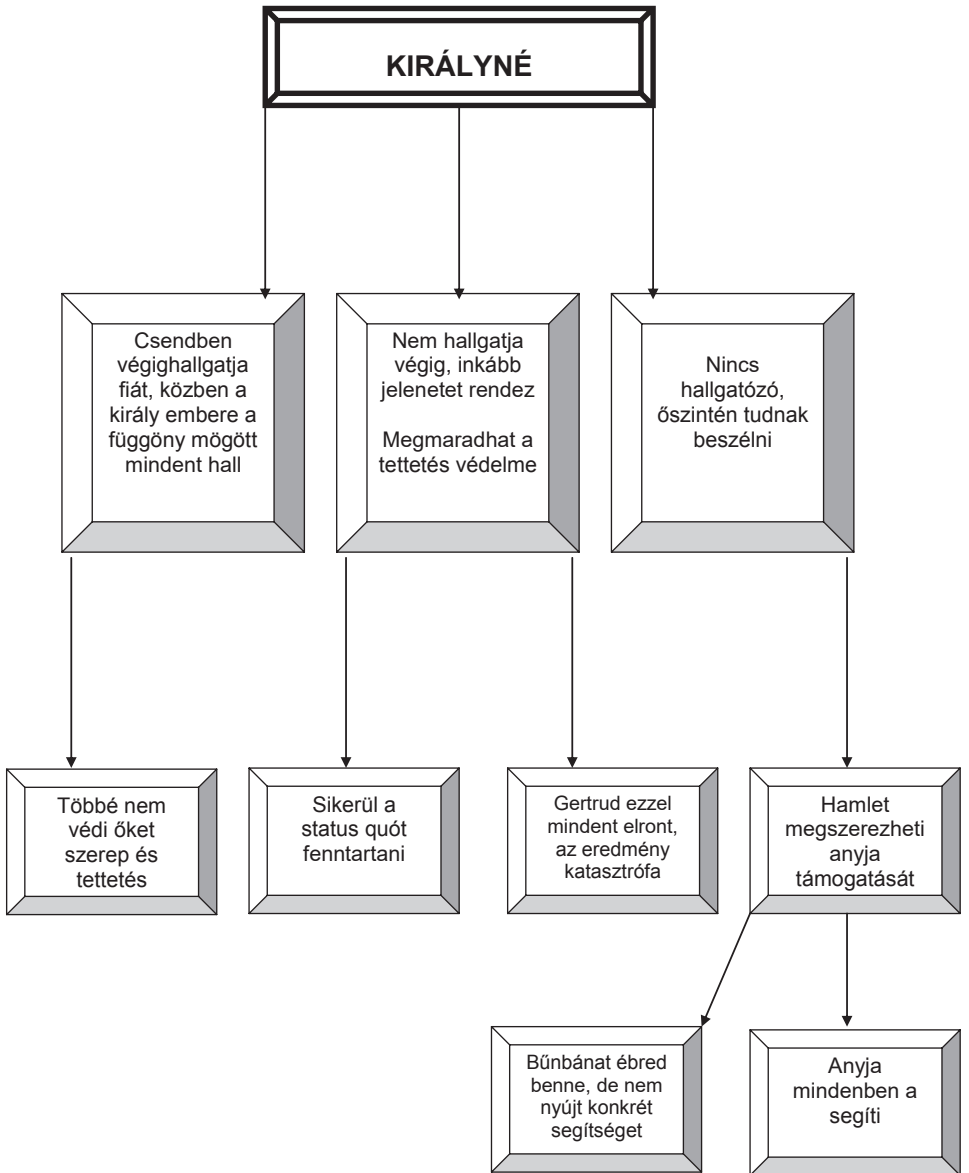 KIRÁLYNÉ
Csendben
végighallgatja
fiát, közben a
király embere a
függöny mögött
mindent hall
Nem hallgatja
végig, inkább
jelenetet rendez
Megmaradhat a
tettetés védelme
Nincs
hallgatózó,
őszintén tudnak
beszélni
Többé nem
védi őket
szerep és
tettetés
Sikerül a
status quót
fenntartani
Gertrud ezzel
mindent elront,
az eredmény
katasztrófa
Hamlet
megszerezheti
anyja
támogatását
Bűnbánat ébred
benne, de nem
nyújt konkrét
segítséget
Anyja
mindenben a
segíti